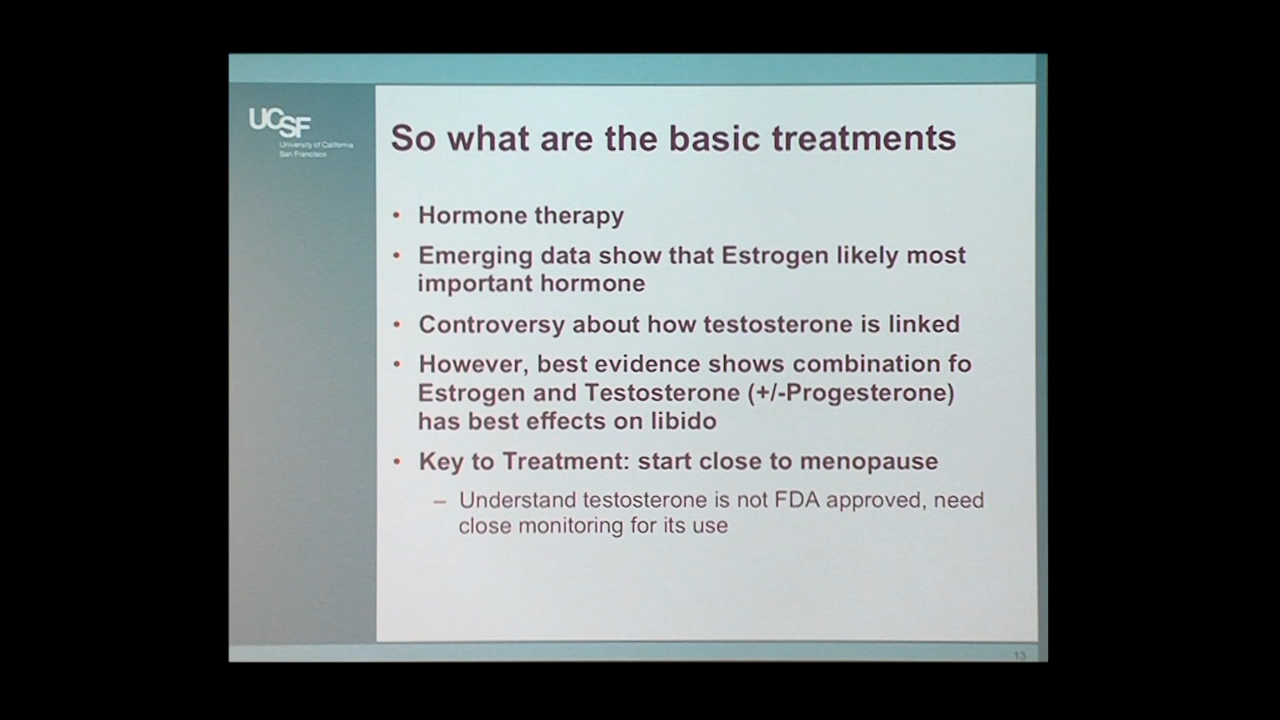 UCSF
University of California
San Francisco
So what are the basic treatments
• Hormone therapy
• Emerging data show that Estrogen likely most
important hormone
• Controversy about how testosterone is linked
• However, best evidence shows combination fo
Estrogen and Testosterone (+/-Progesterone)
has best effects on libido
• Key to Treatment: start close to menopause
– Understand testosterone is not FDA approved, need
close monitoring for its use
13